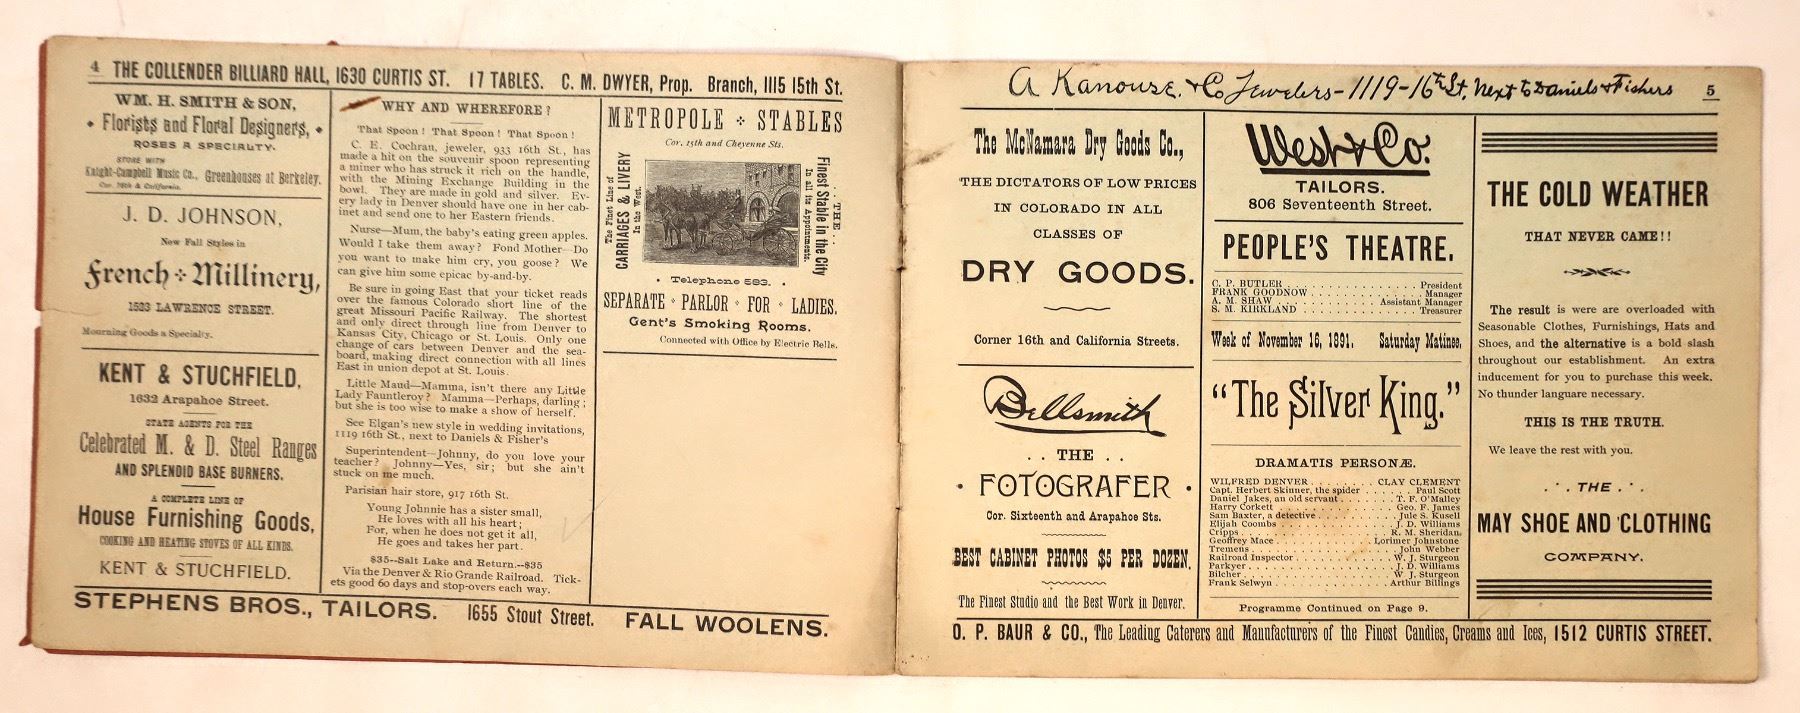 4 THE COLLENDER BILLIARD HALL, 1630 CURTIS ST. 17 TABLES. C. M. DWYER, Prop. Branch, 1115 15th St.
WM. H. SMITH & SON,
Florists and Floral Designers,
ROSES A SPECIALTY.
STORE WITH
Knight-Campbell Music Co., Greenhouses at Berkeley.
Cor. 16th & California.
J. D. JOHNSON,
New Fall Styles in
French Millinery,
1533 LAWRENCE STREET.
Mourning Goods a Specialty.
KENT & STUCHFIELD,
1632 Arapahoe Street.
STATE AGENTS FOR THE
Celebrated M. & D. Steel Ranges
AND SPLENDID BASE BURNERS.
A COMPLETE LINE OF
House Furnishing Goods,
COOKING AND HEATING STOVES OF ALL KINDS.
KENT & STUCHFIELD.
WHY AND WHEREFORE?
That Spoon! That Spoon! That Spoon!
C. E. Cochran, jeweler, 933 16th St., has
made a hit on the souvenir spoon representing
a miner who has struck it rich on the handle,
with the Mining Exchange Building in the
bowl. They are made in gold and silver. Ev-
ery lady in Denver should have one in her cab-
inet and send one to her Eastern friends.
Nurse—Mum, the baby's eating green apples.
Would I take them away? Fond Mother—Do
you want to make him cry, you goose? We
can give him some epicac by-and-by.
Be sure in going East that your ticket reads
over the famous Colorado short line of the
great Missouri Pacific Railway. The shortest
and only direct through line from Denver to
Kansas City, Chicago or St. Louis. Only one
change of cars between Denver and the sea-
board, making direct connection with all lines
East in union depot at St. Louis.
Little Maud—Mamma, isn't there any Little
Lady Fauntleroy? Mamma—Perhaps, darling;
but she is too wise to make a show of herself.
See Elgan's new style in wedding invitations,
1119 16th St., next to Daniels & Fisher's
Superintendent—Johnny, do you love your
teacher? Johnny—Yes, sir; but she ain't
stuck on me much.
Parisian hair store, 917 16th St.
Young Johnnie has a sister small,
He loves with all his heart;
For, when he does not get it all,
He goes and takes her part.
$35--Salt Lake and Return.--$35
Via the Denver & Rio Grande Railroad. Tick-
ets good 60 days and stop-overs each way.
METROPOLE STABLES
Cor. 15th and Cheyenne Sts.
The Finest Line of
CARRIAGES & LIVERY
In the West.
..THE..
Finest Stable in the City
In all its Appointments.
Telephone 583.
SEPARATE PARLOR FOR LADIES.
Gent's Smoking Rooms.
Connected with Office by Electric Bells.
STEPHENS BROS., TAILORS. 1655 Stout Street. FALL WOOLENS.
A Kanouze. & Co Jewelers - 1119 - 16th St. Next to Daniels & Fishers 5
The McNamara Dry Goods Co.,
THE DICTATORS OF LOW PRICES
IN COLORADO IN ALL
CLASSES OF
DRY GOODS.
Corner 16th and California Streets.
Bellsmith
..THE..
FOTOGRAFER
Cor. Sixteenth and Arapahoe Sts.
BEST CABINET PHOTOS $5 PER DOZEN.
The Finest Studio and the Best Work in Denver.
West & Co.
TAILORS.
806 Seventeenth Street.
PEOPLE'S THEATRE.
C. P. BUTLER . . . . . President
FRANK GOODNOW . . . . . Manager
A. M. SHAW . . . . . Assistant Manager
S. M. KIRKLAND . . . . . Treasurer
Week of November 16, 1891. Saturday Matinee.
"The Silver King."
DRAMATIS PERSONÆ.
WILFRED DENVER . . . . . CLAY CLEMENT
Capt. Herbert Skinner, the spider . . . . . Paul Scott
Daniel Jakes, an old servant . . . . . T. F. O'Malley
Harry Corkett . . . . . Geo. F. James
Sam Baxter, a detective . . . . . Jule S. Kusell
Elijah Coombs . . . . . J. D. Williams
Cripps . . . . . R. M. Sheridan.
Geoffrey Mace . . . . . Lorimer Johnstone
Tremens . . . . . John Webber
Railroad Inspector . . . . . W. J. Sturgeon
Parkyer . . . . . J. D. Williams
Bilcher . . . . . W J. Sturgeon
Frank Selwyn . . . . . Arthur Billings
Programme Continued on Page 9.
THE COLD WEATHER
THAT NEVER CAME!!
The result is were are overloaded with
Seasonable Clothes, Furnishings, Hats and
Shoes, and the alternative is a bold slash
throughout our establishment. An extra
inducement for you to purchase this week.
No thunder languare necessary.
THIS IS THE TRUTH.
We leave the rest with you.
THE
MAY SHOE AND CLOTHING
COMPANY.
O. P. BAUR & CO., The Leading Caterers and Manufacturers of the Finest Candies, Creams and Ices, 1512 CURTIS STREET.